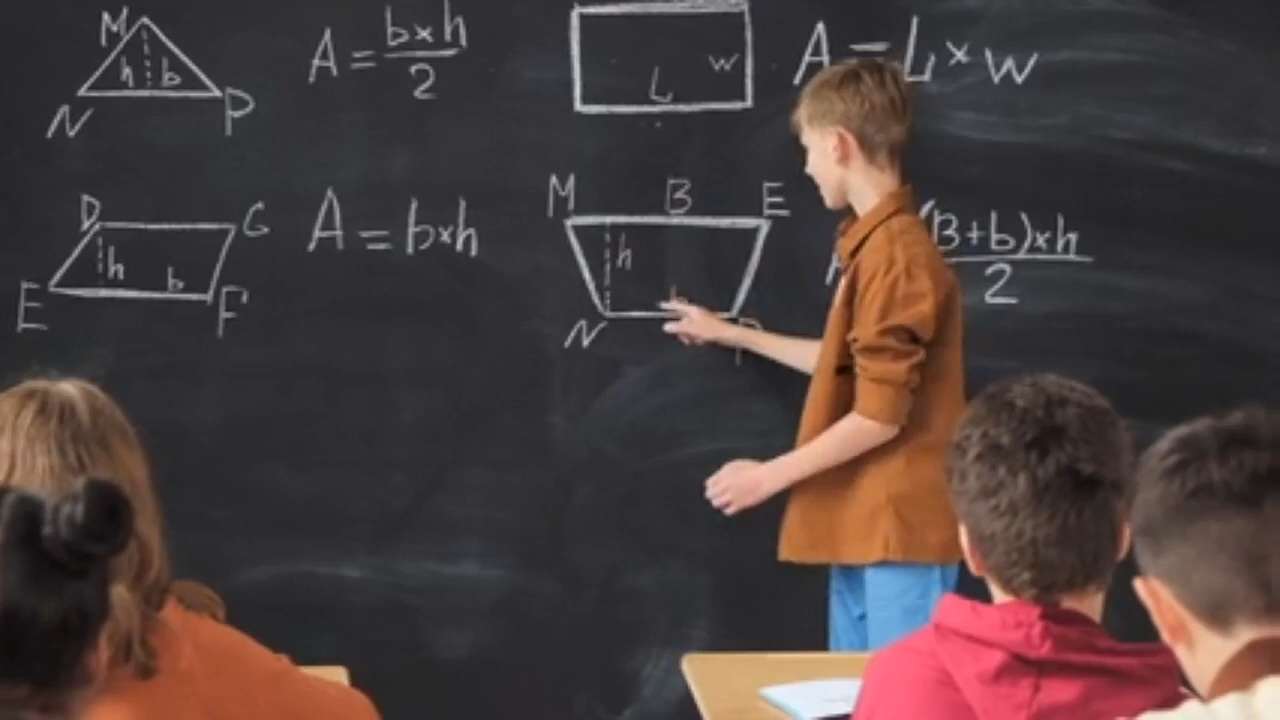 M
h b
N P
A = b×h/2
L W
A = L × W
D G
h b
E F
A = b×h
M B E
h
N
(B+b)×h/2